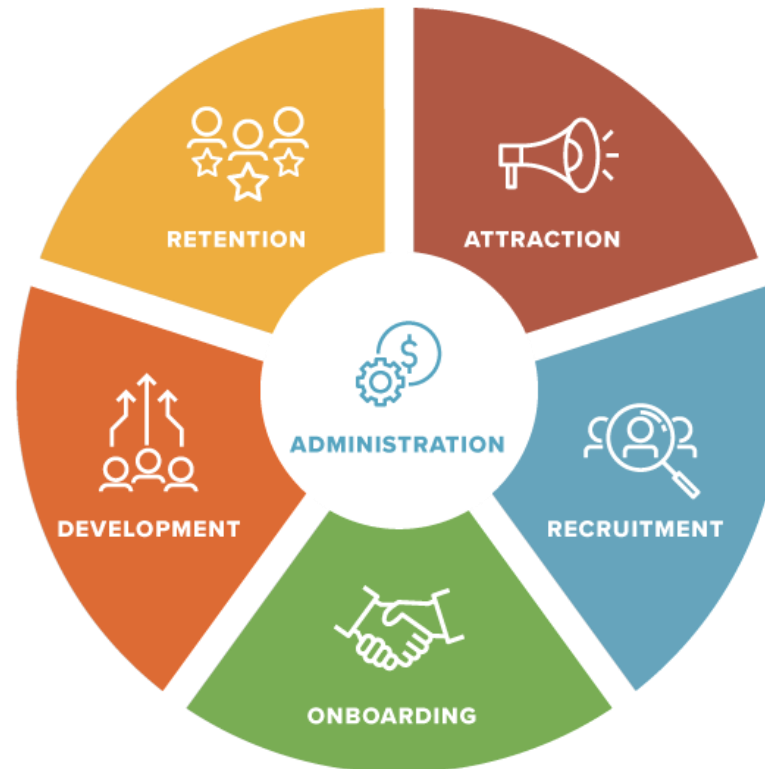 RETENTION
ATTRACTION
$
ADMINISTRATION
DEVELOPMENT
RECRUITMENT
ONBOARDING